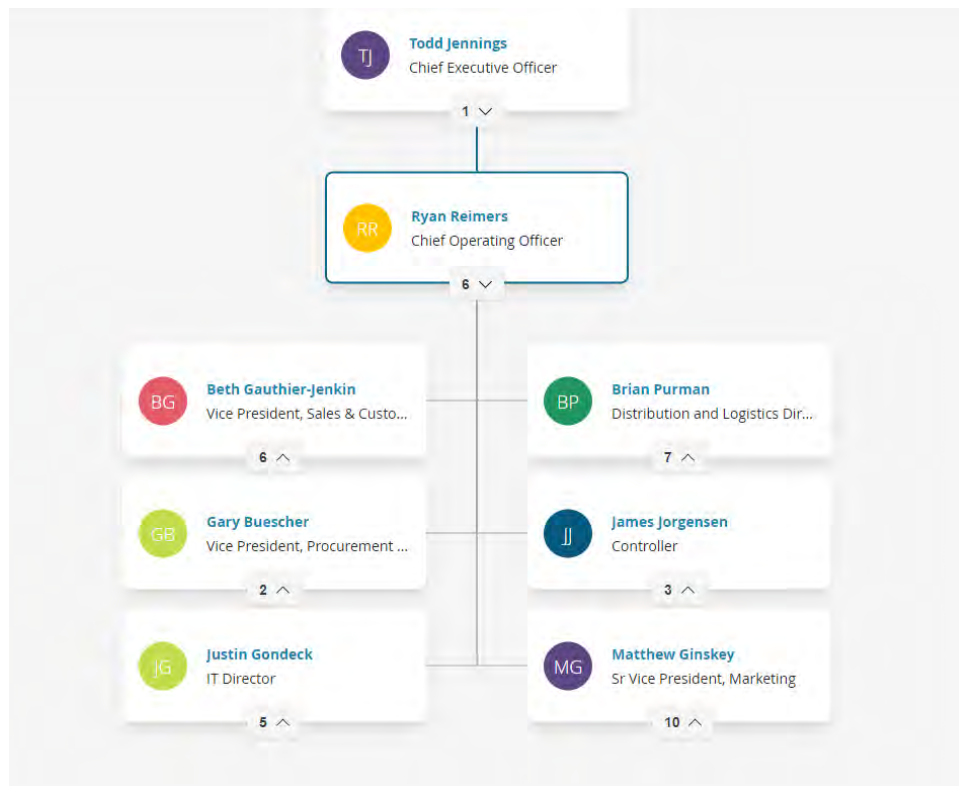 TJ
Todd Jennings
Chief Executive Officer
1
RR
Ryan Reimers
Chief Operating Officer
6
BG
Beth Gauthier-Jenkin
Vice President, Sales & Custo...
6
BP
Brian Purman
Distribution and Logistics Dir...
7
GB
Gary Buescher
Vice President, Procurement ...
2
JJ
James Jorgensen
Controller
3
JG
Justin Gondeck
IT Director
5
MG
Matthew Ginskey
Sr Vice President, Marketing
10